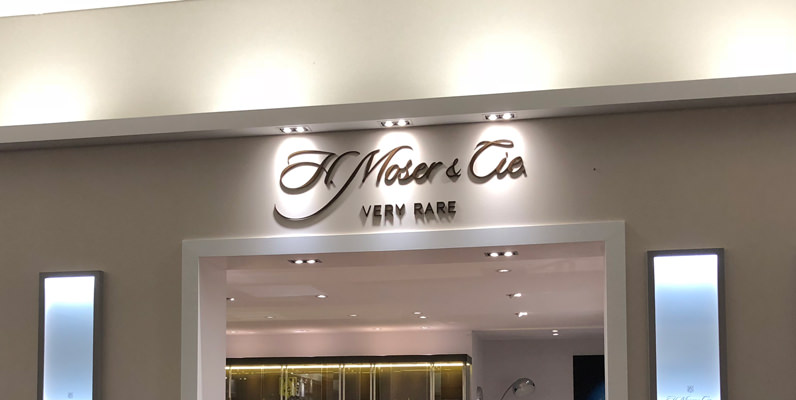 H. Moser & Cie.
VERY RARE